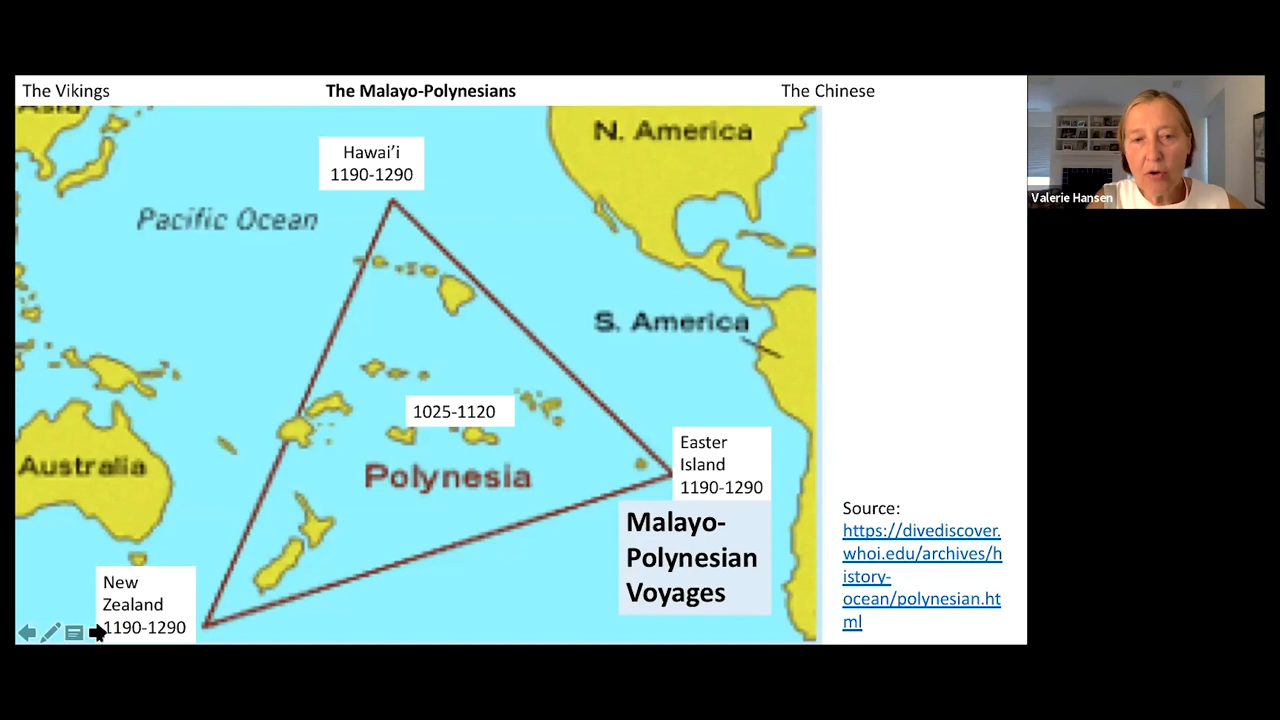 The Vikings
The Malayo-Polynesians
The Chinese
Asia
N. America
Hawai’i
1190-1290
Pacific Ocean
S. America
1025-1120
Easter
Island
1190-1290
Australia
Polynesia
Malayo-
Polynesian
Voyages
New
Zealand
1190-1290
Source:
https://divediscover.
whoi.edu/archives/h
istory-
ocean/polynesian.ht
ml
Valerie Hansen